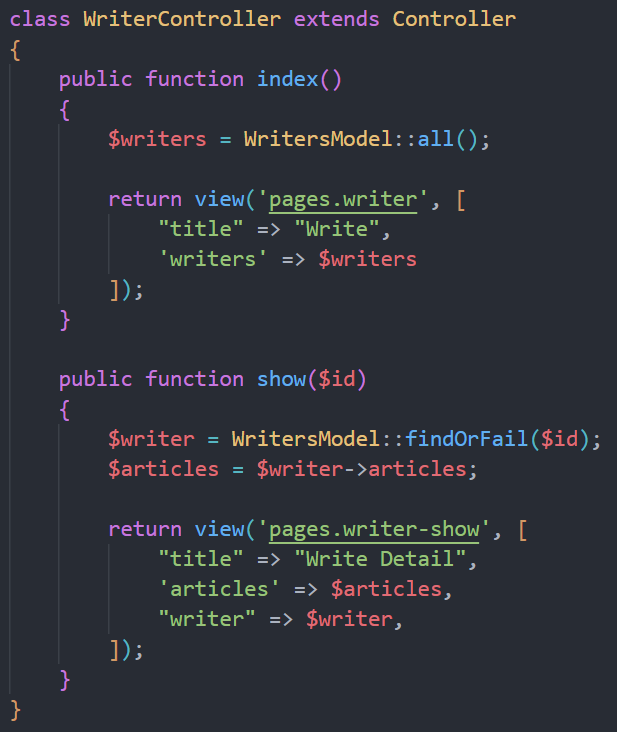 class WriterController extends Controller
{
    public function index()
    {
        $writers = WritersModel::all();

        return view('pages.writer', [
            "title" => "Write",
            'writers' => $writers
        ]);
    }

    public function show($id)
    {
        $writer = WritersModel::findOrFail($id);
        $articles = $writer->articles;

        return view('pages.writer-show', [
            "title" => "Write Detail",
            'articles' => $articles,
            "writer" => $writer,
        ]);
    }
}